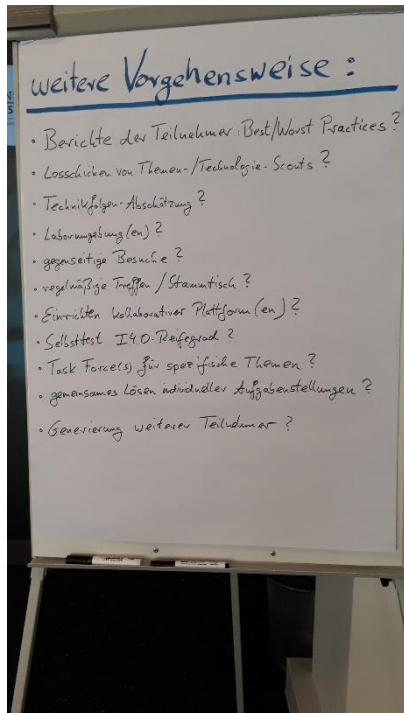 weitere Vorgehensweise :
• Berichte der Teilnehmer: Best/Worst Practices ?
• Losschicken von Themen-/Technologie-Scouts ?
• Technikfolgen-Abschätzung ?
• Laborumgebung(en) ?
• gegenseitige Besuche ?
• regelmäßige Treffen / Stammtisch ?
• Einrichten kollaborativer Plattform(en) ?
• Selbsttest I4.0-Reifegrad ?
• Task Force(s) für spezifische Themen ?
• gemeinsames Lösen individueller Aufgabenstellungen ?
• Generierung weiterer Teilnehmer ?